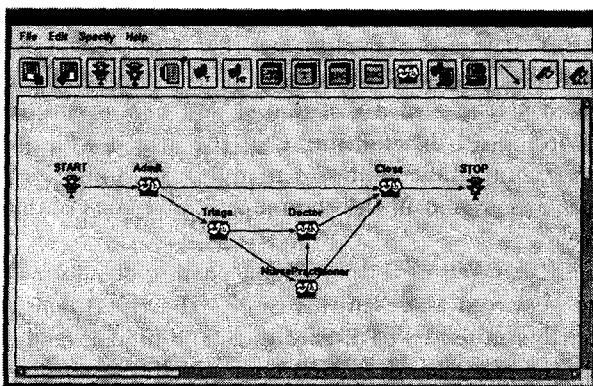 File Edit Specify Help
START Admit Close STOP
Triage Doctor
NursePractitioner